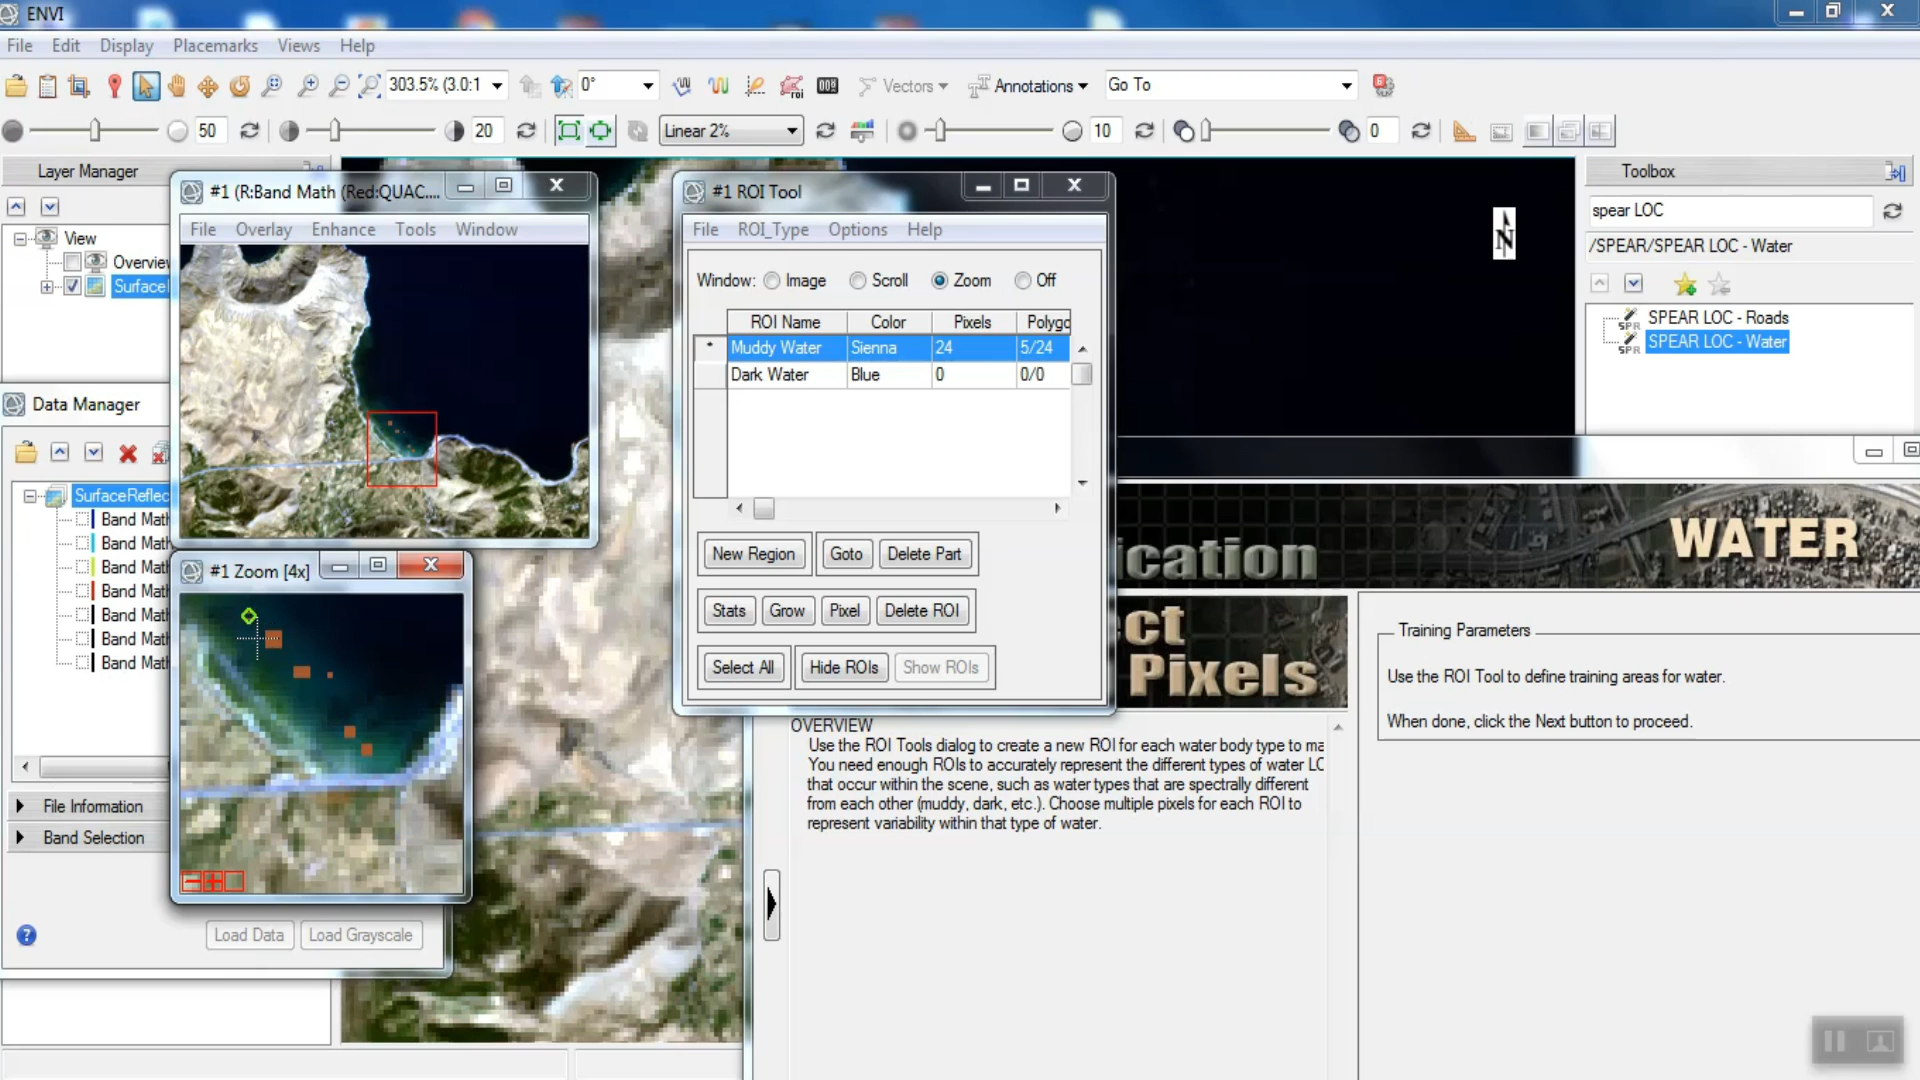 ENVI
File Edit Display Placemarks Views Help
303.5% (3.0:1 0° Vectors Annotations Go To
50 20 Linear 2% 10 0
Layer Manager
View
Overview
Surfacel
#1 (R:Band Math (Red:QUAC....
File Overlay Enhance Tools Window
#1 ROI Tool
File ROI_Type Options Help
Window: Image Scroll Zoom Off
ROI Name Color Pixels Polygo
* Muddy Water Sienna 24 5/24
Dark Water Blue 0 0/0
New Region Goto Delete Part
Stats Grow Pixel Delete ROI
Select All Hide ROIs Show ROIs
N
Toolbox
spear LOC
/SPEAR/SPEAR LOC - Water
SPR SPEAR LOC - Roads
SPR SPEAR LOC - Water
Data Manager
SurfaceReflec
Band Math
Band Math
Band Math
Band Math
Band Math
Band Math
Band Math
File Information
Band Selection
Load Data Load Grayscale
#1 Zoom [4x]
ication
WATER
ct
Pixels
OVERVIEW
Use the ROI Tools dialog to create a new ROI for each water body type to ma
You need enough ROIs to accurately represent the different types of water LC
that occur within the scene, such as water types that are spectrally different
from each other (muddy, dark, etc.). Choose multiple pixels for each ROI to
represent variability within that type of water.
Training Parameters
Use the ROI Tool to define training areas for water.
When done, click the Next button to proceed.